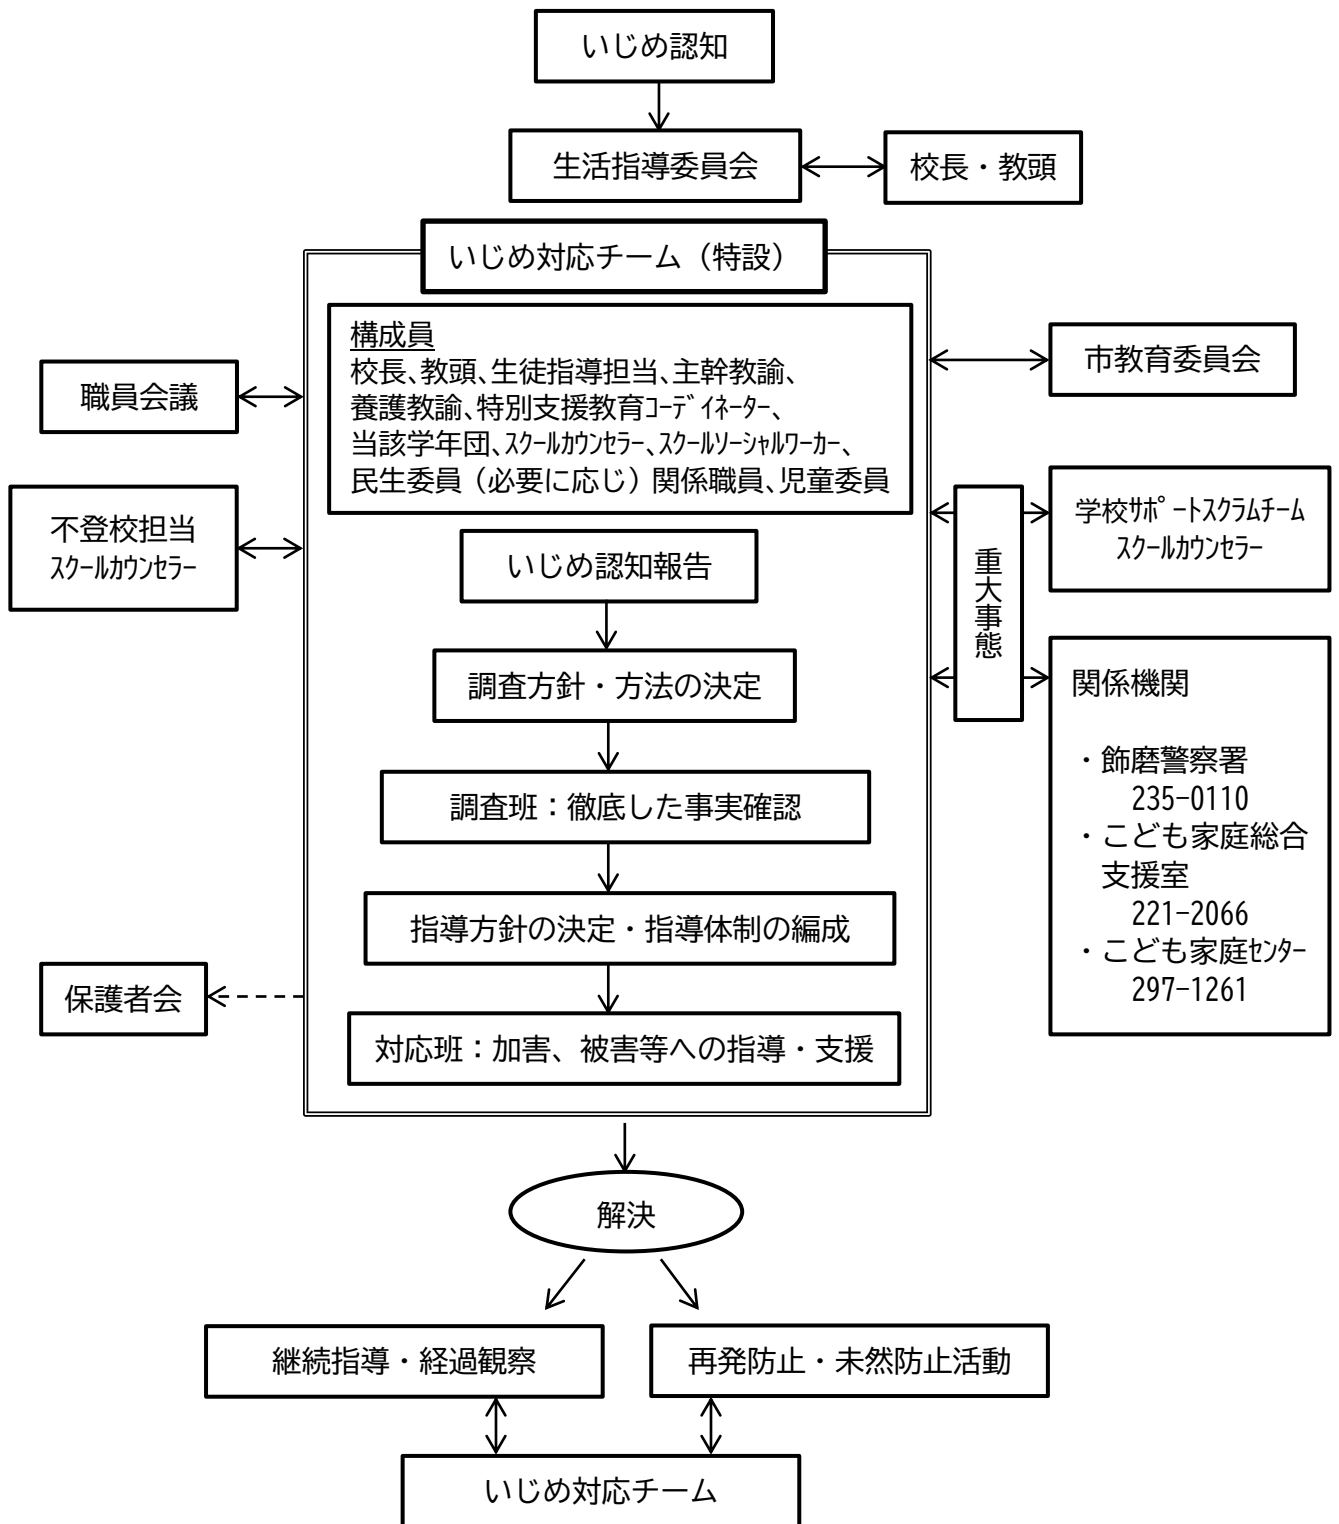 いじめ認知
生活指導委員会
校長・教頭
いじめ対応チーム（特設）
構成員
校長、教頭、生徒指導担当、主幹教諭、
養護教諭、特別支援教育ｺｰﾃﾞｲﾈｰﾀｰ、
当該学年団、ｽｸｰﾙｶｳﾝｾﾗｰ、ｽｸｰﾙｿｰｼｬﾙﾜｰｶｰ、
民生委員（必要に応じ）関係職員、児童委員
職員会議
市教育委員会
不登校担当
ｽｸｰﾙｶｳﾝｾﾗｰ
重大事態
学校ｻﾎﾟｰﾄｽｸﾗﾑﾁｰﾑ
ｽｸｰﾙｶｳﾝｾﾗｰ
いじめ認知報告
調査方針・方法の決定
調査班：徹底した事実確認
指導方針の決定・指導体制の編成
対応班：加害、被害等への指導・支援
関係機関
・飾磨警察署
235-0110
・こども家庭総合
支援室
221-2066
・こども家庭ｾﾝﾀｰ
297-1261
保護者会
解決
継続指導・経過観察
再発防止・未然防止活動
いじめ対応チーム